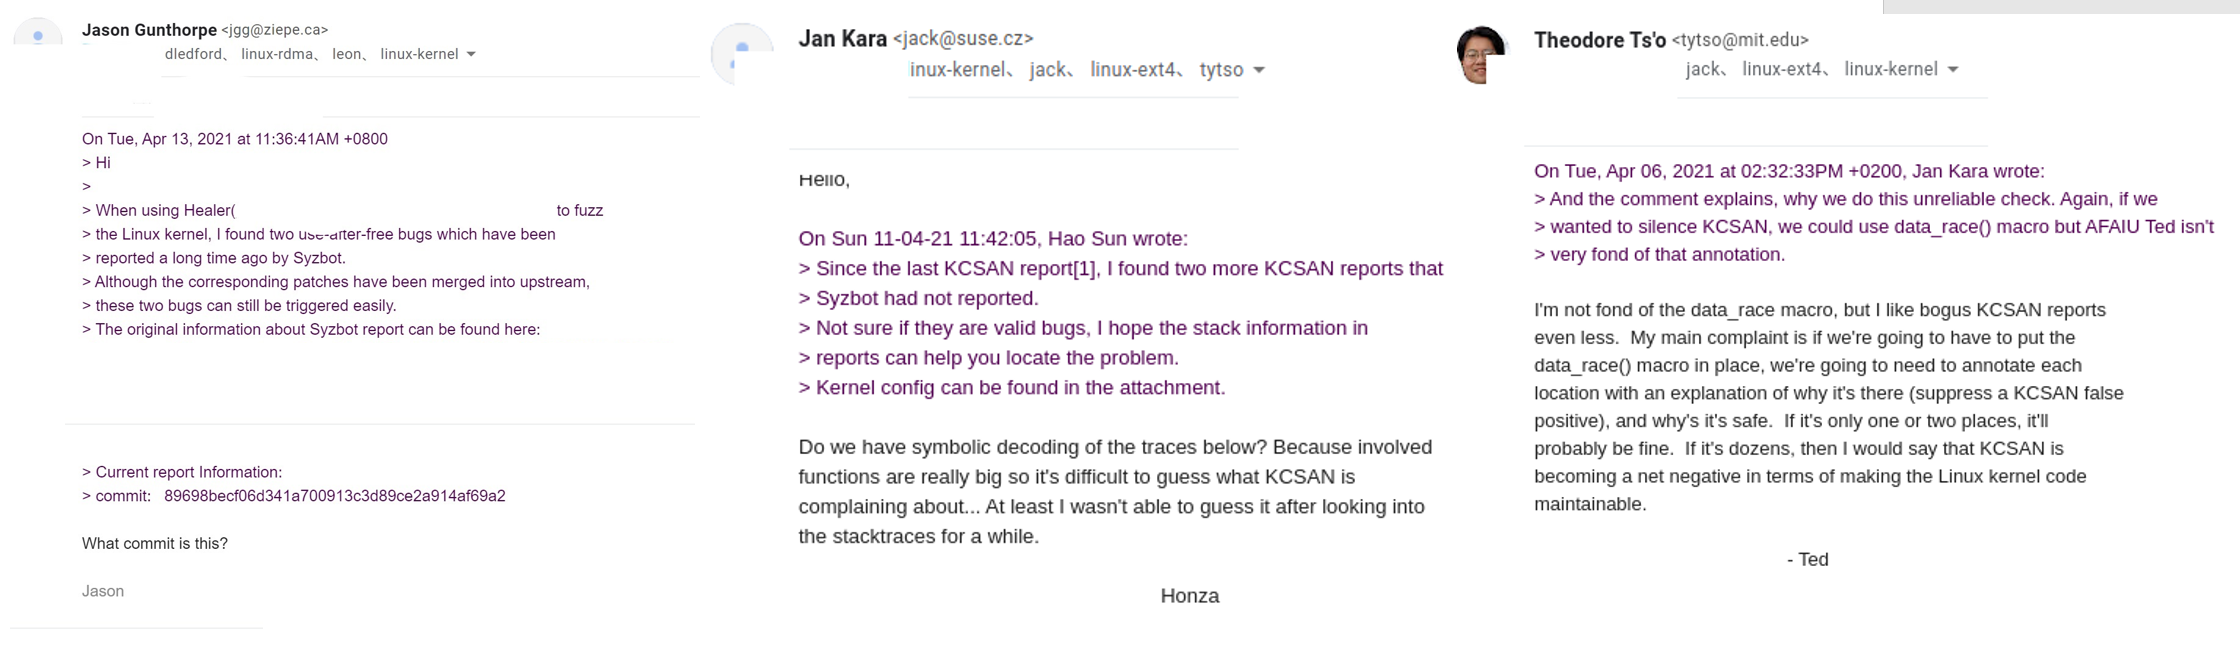 Jason Gunthorpe <jgg@ziepe.ca>
dledford、 linux-rdma、 leon、 linux-kernel
On Tue, Apr 13, 2021 at 11:36:41AM +0800
> Hi
>
> When using Healer( to fuzz
> the Linux kernel, I found two use-after-free bugs which have been
> reported a long time ago by Syzbot.
> Although the corresponding patches have been merged into upstream,
> these two bugs can still be triggered easily.
> The original information about Syzbot report can be found here:
> Current report Information:
> commit: 89698becf06d341a700913c3d89ce2a914af69a2
What commit is this?
Jason
Jan Kara <jack@suse.cz>
inux-kernel、 jack、 linux-ext4、 tytso
Hello,
On Sun 11-04-21 11:42:05, Hao Sun wrote:
> Since the last KCSAN report[1], I found two more KCSAN reports that
> Syzbot had not reported.
> Not sure if they are valid bugs, I hope the stack information in
> reports can help you locate the problem.
> Kernel config can be found in the attachment.
Do we have symbolic decoding of the traces below? Because involved
functions are really big so it's difficult to guess what KCSAN is
complaining about... At least I wasn't able to guess it after looking into
the stacktraces for a while.
Honza
Theodore Ts'o <tytso@mit.edu>
jack、 linux-ext4、 linux-kernel
On Tue, Apr 06, 2021 at 02:32:33PM +0200, Jan Kara wrote:
> And the comment explains, why we do this unreliable check. Again, if we
> wanted to silence KCSAN, we could use data_race() macro but AFAIU Ted isn't
> very fond of that annotation.
I'm not fond of the data_race macro, but I like bogus KCSAN reports
even less.  My main complaint is if we're going to have to put the
data_race() macro in place, we're going to need to annotate each
location with an explanation of why it's there (suppress a KCSAN false
positive), and why's it's safe.  If it's only one or two places, it'll
probably be fine.  If it's dozens, then I would say that KCSAN is
becoming a net negative in terms of making the Linux kernel code
maintainable.
- Ted